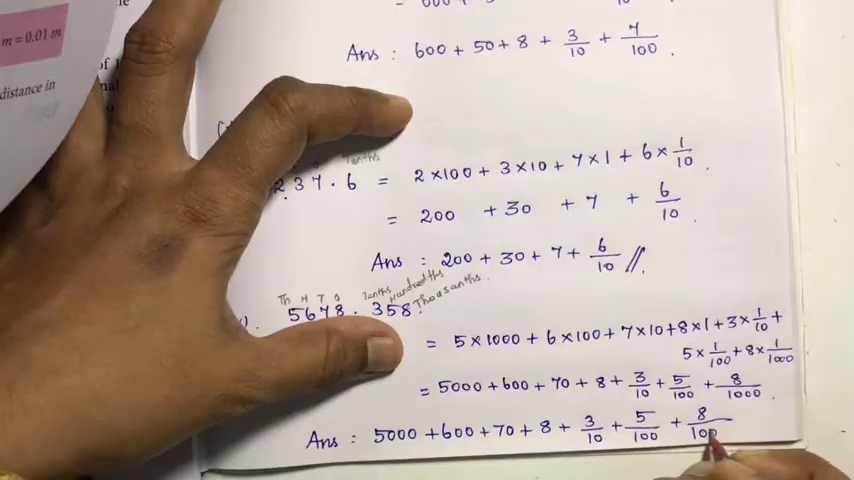 m = 0.01 m
distance in
Ans : 600 + 50 + 8 + 3/10 + 7/100 .
Tenths
237.6 = 2×100 + 3×10 + 7×1 + 6×1/10 .
= 200 + 30 + 7 + 6/10 .
Ans : 200 + 30 + 7 + 6/10 //.
Th H T O Tenths Hundredths Thousanths .
5678.358 .
= 5×1000 + 6×100 + 7×10 + 8×1 + 3×1/10 +
5×1/100 + 8×1/1000
= 5000 + 600 + 70 + 8 + 3/10 + 5/100 + 8/1000 .
Ans : 5000 + 600 + 70 + 8 + 3/10 + 5/100 + 8/100